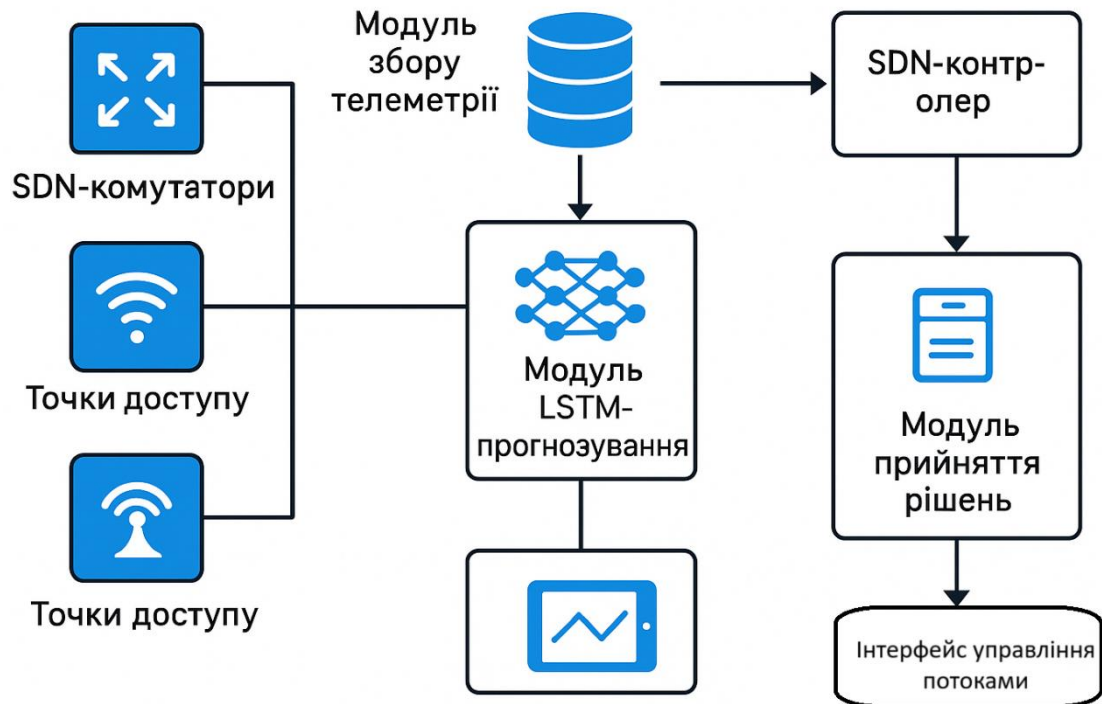 SDN-комутатори
Точки доступу
Точки доступу
Модуль
збору
телеметрії
Модуль
LSTM-
прогнозування
SDN-контр-
олер
Модуль
прийняття
рішень
Інтерфейс управління
потоками